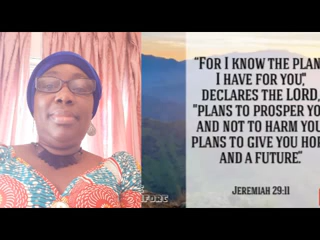 "FOR I KNOW THE PLAN
I HAVE FOR YOU,"
DECLARES THE LORD,
"PLANS TO PROSPER YO
AND NOT TO HARM YOU
PLANS TO GIVE YOU HOP
AND A FUTURE."
JEREMIAH 29:11